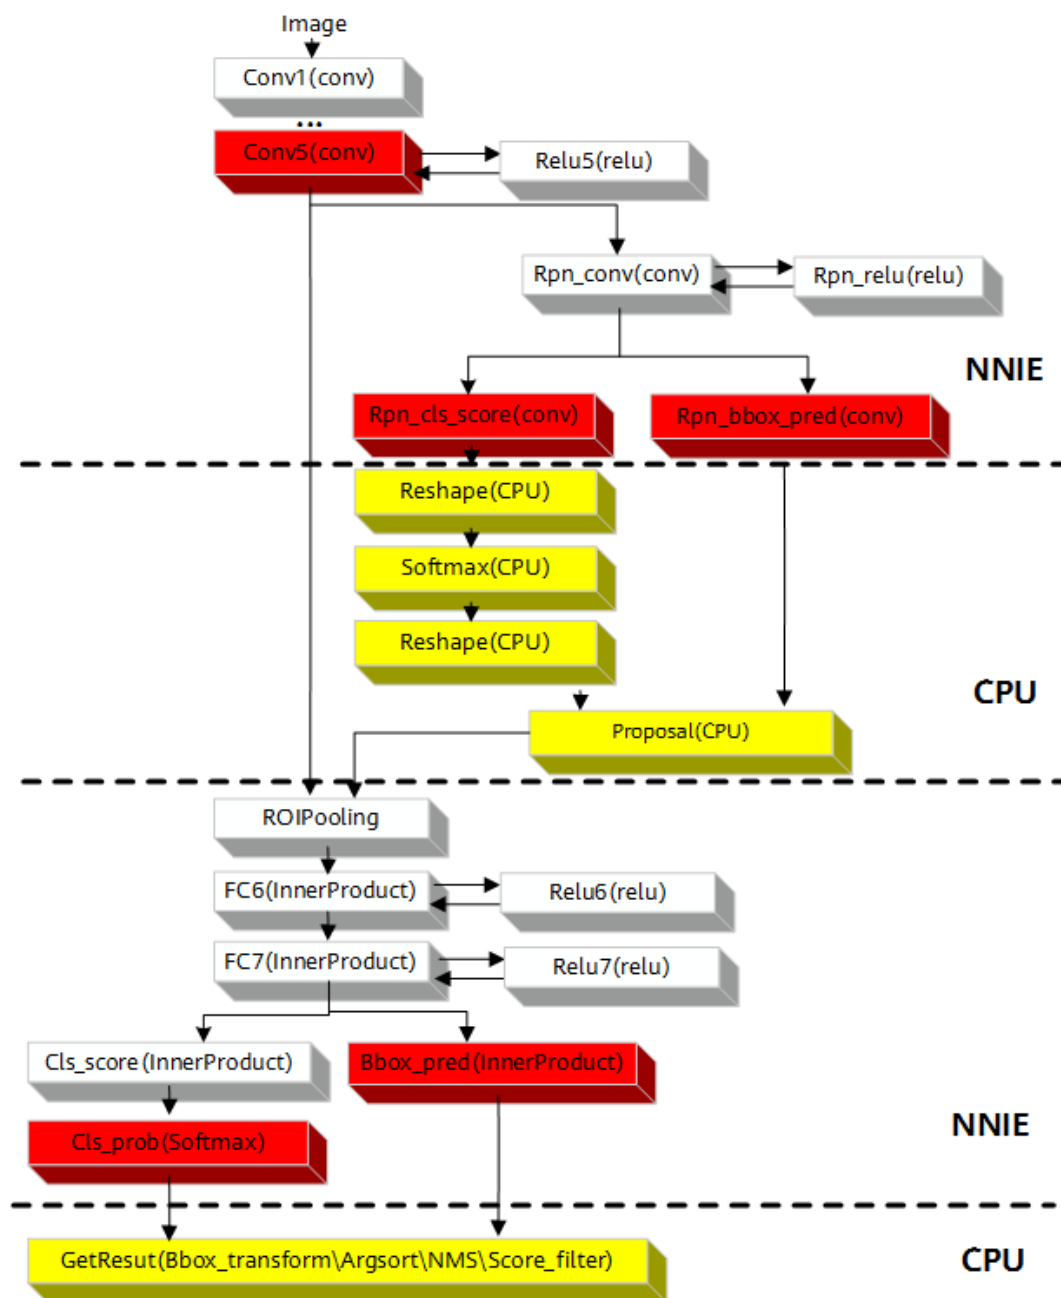 Image
Conv1(conv)
...
Conv5(conv)
Relu5(relu)
Rpn_conv(conv)
Rpn_relu(relu)
NNIE
Rpn_cls_score(conv)
Rpn_bbox_pred(conv)
Reshape(CPU)
Softmax(CPU)
Reshape(CPU)
CPU
Proposal(CPU)
ROIPooling
FC6(InnerProduct)
Relu6(relu)
FC7(InnerProduct)
Relu7(relu)
Cls_score(InnerProduct)
Bbox_pred(InnerProduct)
NNIE
Cls_prob(Softmax)
GetResut(Bbox_transform\Argsort\NMS\Score_filter)
CPU